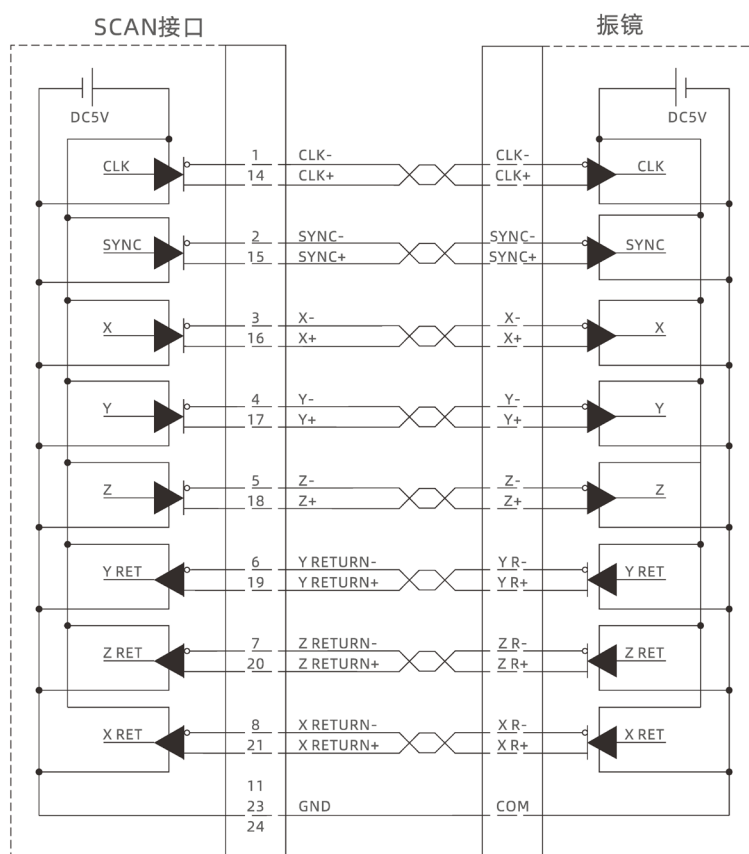 SCAN接口 振镜
DC5V DC5V
CLK 1 CLK- CLK- CLK
14 CLK+ CLK+
SYNC 2 SYNC- SYNC- SYNC
15 SYNC+ SYNC+
X 3 X- X- X
16 X+ X+
Y 4 Y- Y- Y
17 Y+ Y+
Z 5 Z- Z- Z
18 Z+ Z+
Y RET 6 Y RETURN- Y R- Y RET
19 Y RETURN+ Y R+
Z RET 7 Z RETURN- Z R- Z RET
20 Z RETURN+ Z R+
X RET 8 X RETURN- X R- X RET
21 X RETURN+ X R+
11
23 GND COM
24